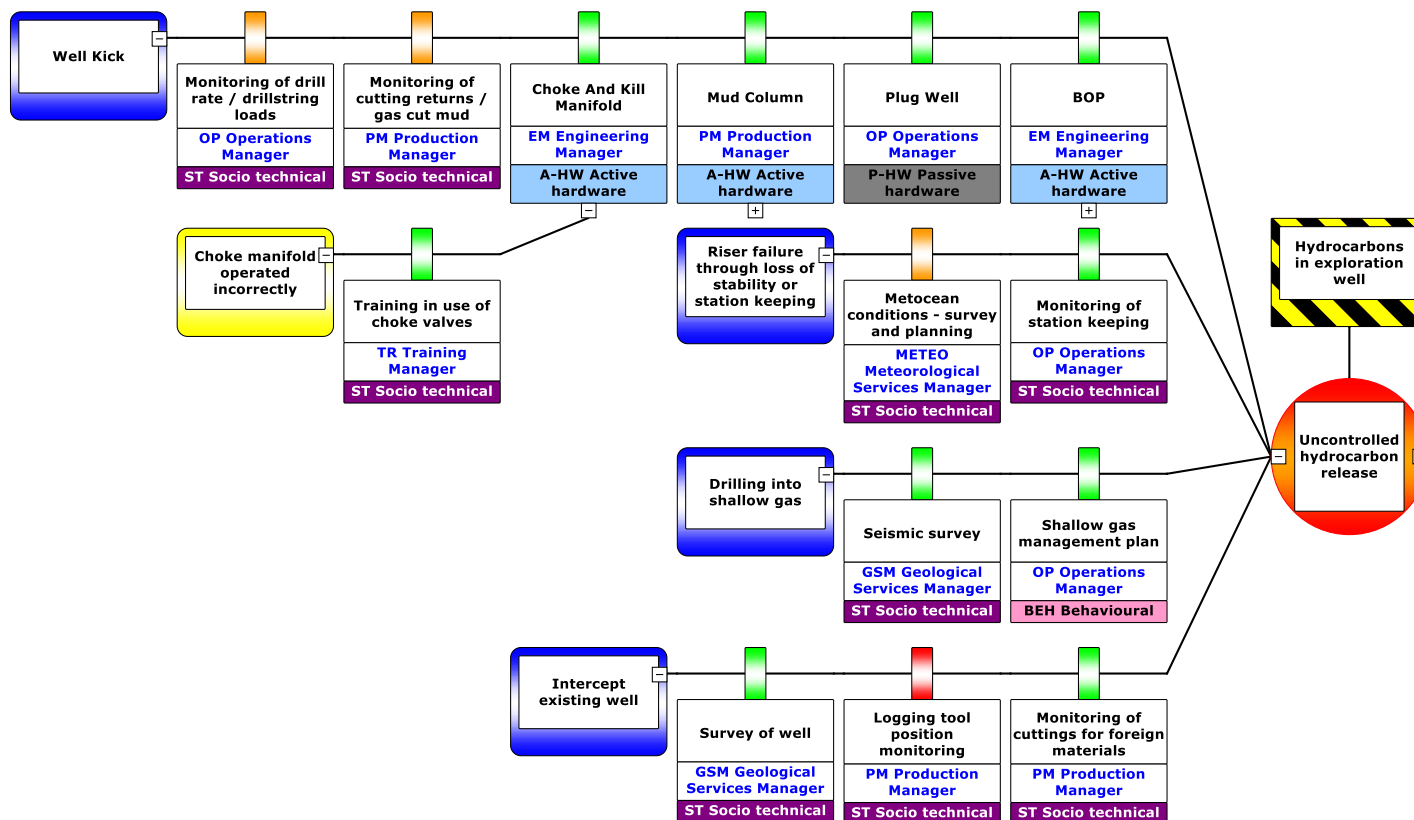 Well Kick
Monitoring of drill
rate / drillstring
loads
OP Operations
Manager
ST Socio technical
Monitoring of
cutting returns /
gas cut mud
PM Production
Manager
ST Socio technical
Choke And Kill
Manifold
EM Engineering
Manager
A-HW Active
hardware
Mud Column
PM Production
Manager
A-HW Active
hardware
Plug Well
OP Operations
Manager
P-HW Passive
hardware
BOP
EM Engineering
Manager
A-HW Active
hardware
Choke manifold
operated
incorrectly
Training in use of
choke valves
TR Training
Manager
ST Socio technical
Riser failure
through loss of
stability or
station keeping
Metocean
conditions - survey
and planning
METEO
Meteorological
Services Manager
ST Socio technical
Monitoring of
station keeping
OP Operations
Manager
ST Socio technical
Hydrocarbons
in exploration
well
Uncontrolled
hydrocarbon
release
Drilling into
shallow gas
Seismic survey
GSM Geological
Services Manager
ST Socio technical
Shallow gas
management plan
OP Operations
Manager
BEH Behavioural
Intercept
existing well
Survey of well
GSM Geological
Services Manager
ST Socio technical
Logging tool
position
monitoring
PM Production
Manager
ST Socio technical
Monitoring of
cuttings for foreign
materials
PM Production
Manager
ST Socio technical